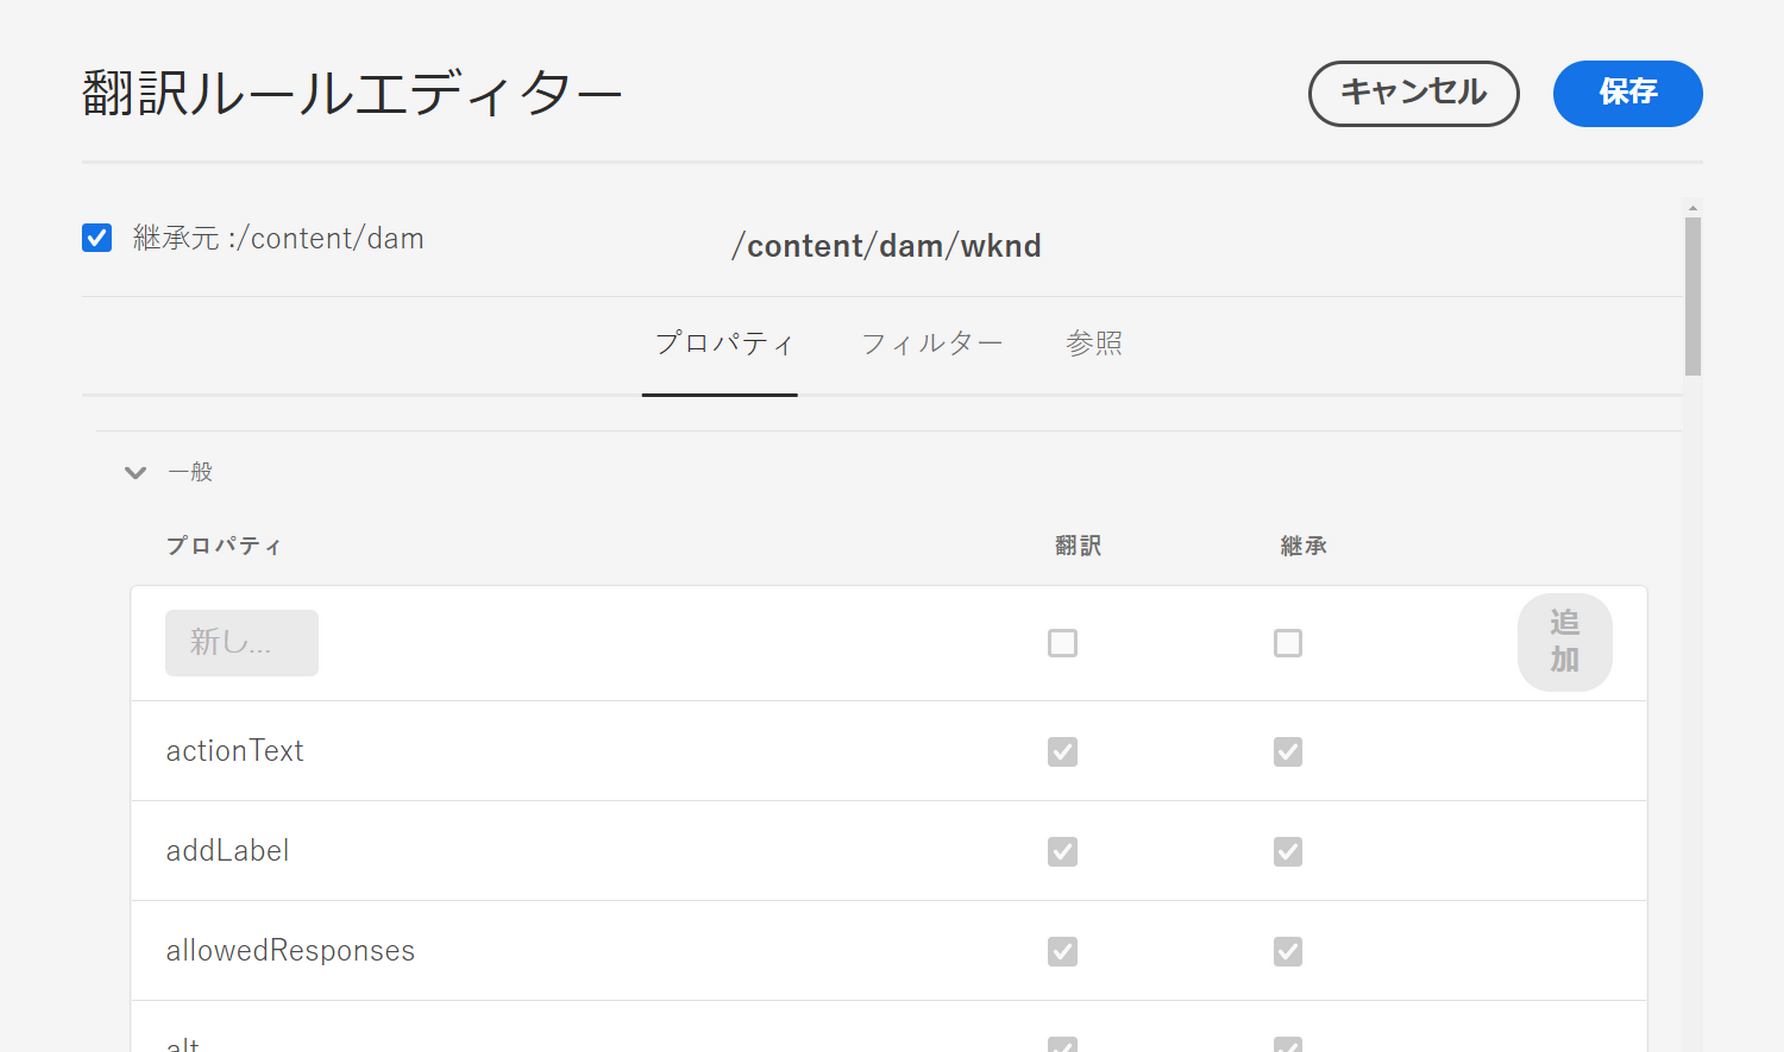 翻訳ルールエディター
キャンセル
保存
継承元 :/content/dam
/content/dam/wknd
プロパティ
フィルター
参照
一般
プロパティ
翻訳
継承
新し...
追
加
actionText
addLabel
allowedResponses
alt